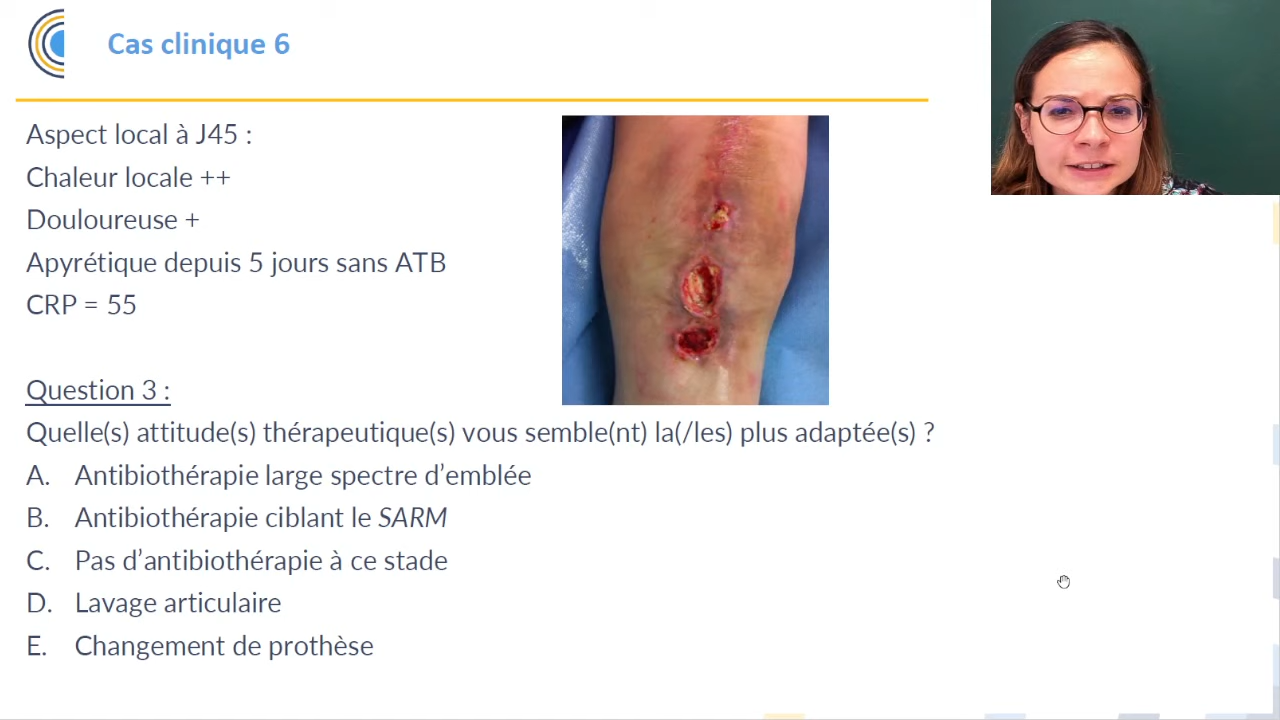 Cas clinique 6
Aspect local à J45 :
Chaleur locale ++
Douloureuse +
Apyrétique depuis 5 jours sans ATB
CRP = 55
Question 3 :
Quelle(s) attitude(s) thérapeutique(s) vous semble(nt) la(/les) plus adaptée(s) ?
A. Antibiothérapie large spectre d’emblée
B. Antibiothérapie ciblant le SARM
C. Pas d’antibiothérapie à ce stade
D. Lavage articulaire
E. Changement de prothèse